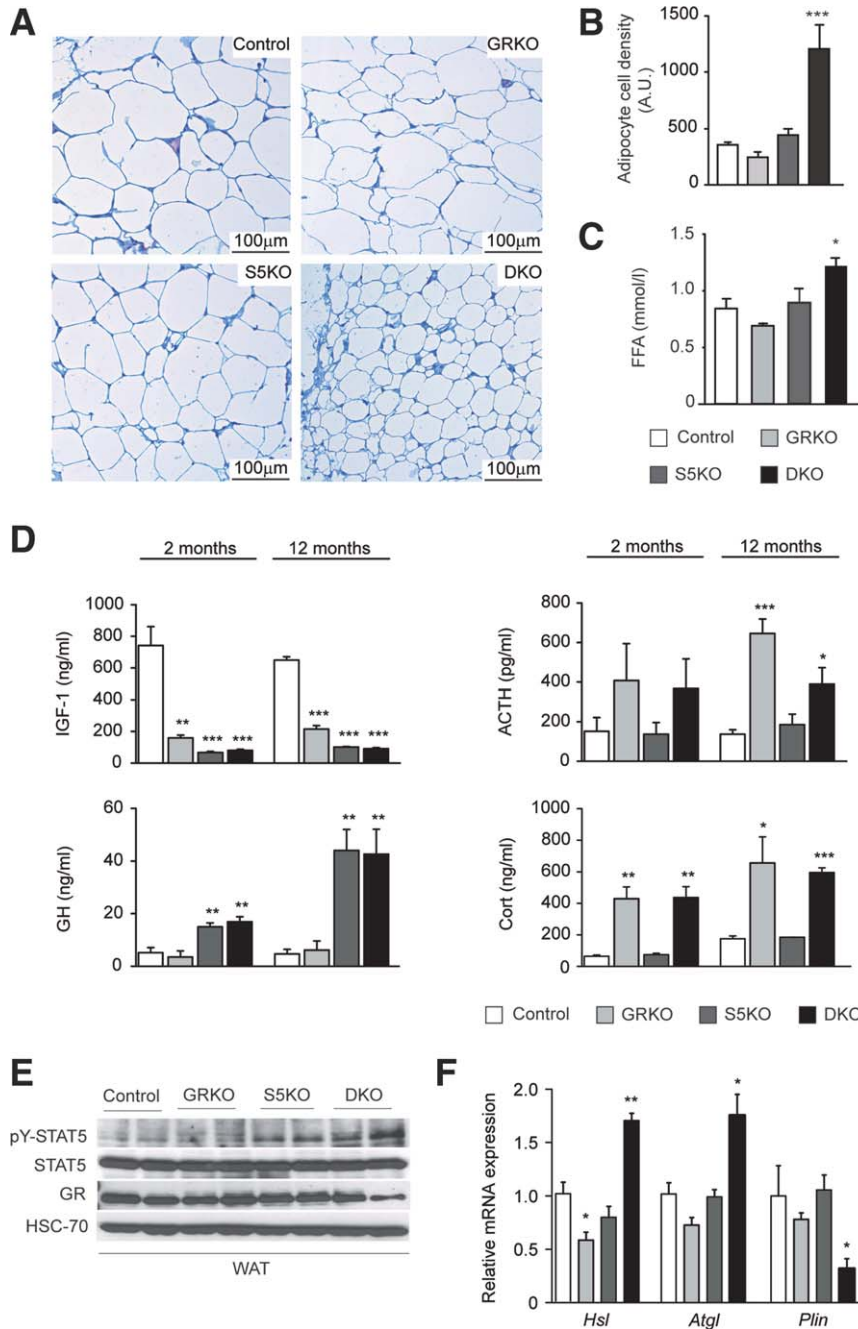 A
Control
GRKO
100μm
100μm
S5KO
DKO
100μm
100μm
B
Adipocyte cell density
(A.U.)
1500
1000
500
0
***
C
FFA (mmol/l)
1.5
1.0
0.5
0
*
Control
GRKO
S5KO
DKO
D
2 months
12 months
IGF-1 (ng/ml)
1000
800
600
400
200
0
**
***
***
***
***
***
GH (ng/ml)
60
40
20
0
**
**
**
**
2 months
12 months
ACTH (pg/ml)
800
600
400
200
0
***
*
Cort (ng/ml)
1000
800
600
400
200
0
**
**
*
***
Control
GRKO
S5KO
DKO
E
Control GRKO S5KO DKO
pY-STAT5
STAT5
GR
HSC-70
WAT
F
Relative mRNA expression
2.0
1.5
1.0
0.5
0
*
**
*
*
Hsl Atgl Plin